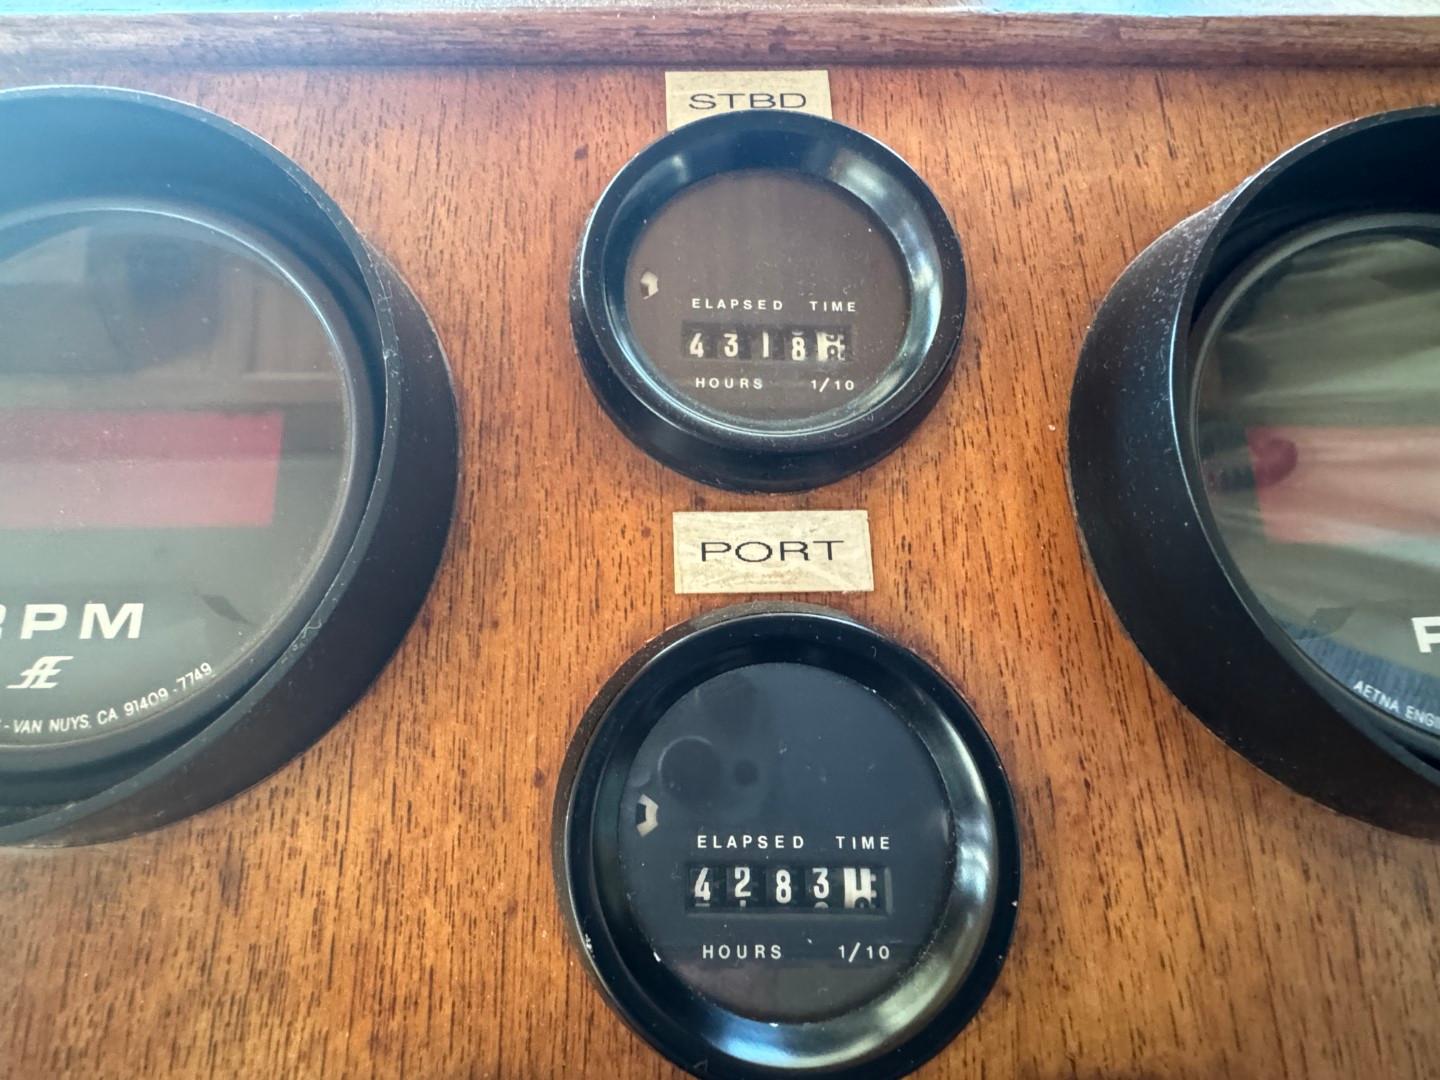 STBD
ELAPSED TIME
4318
HOURS 1/10
PORT
ELAPSED TIME
4283
HOURS 1/10
RPM
Æ
- VAN NUYS, CA 91409-7749
AETNA